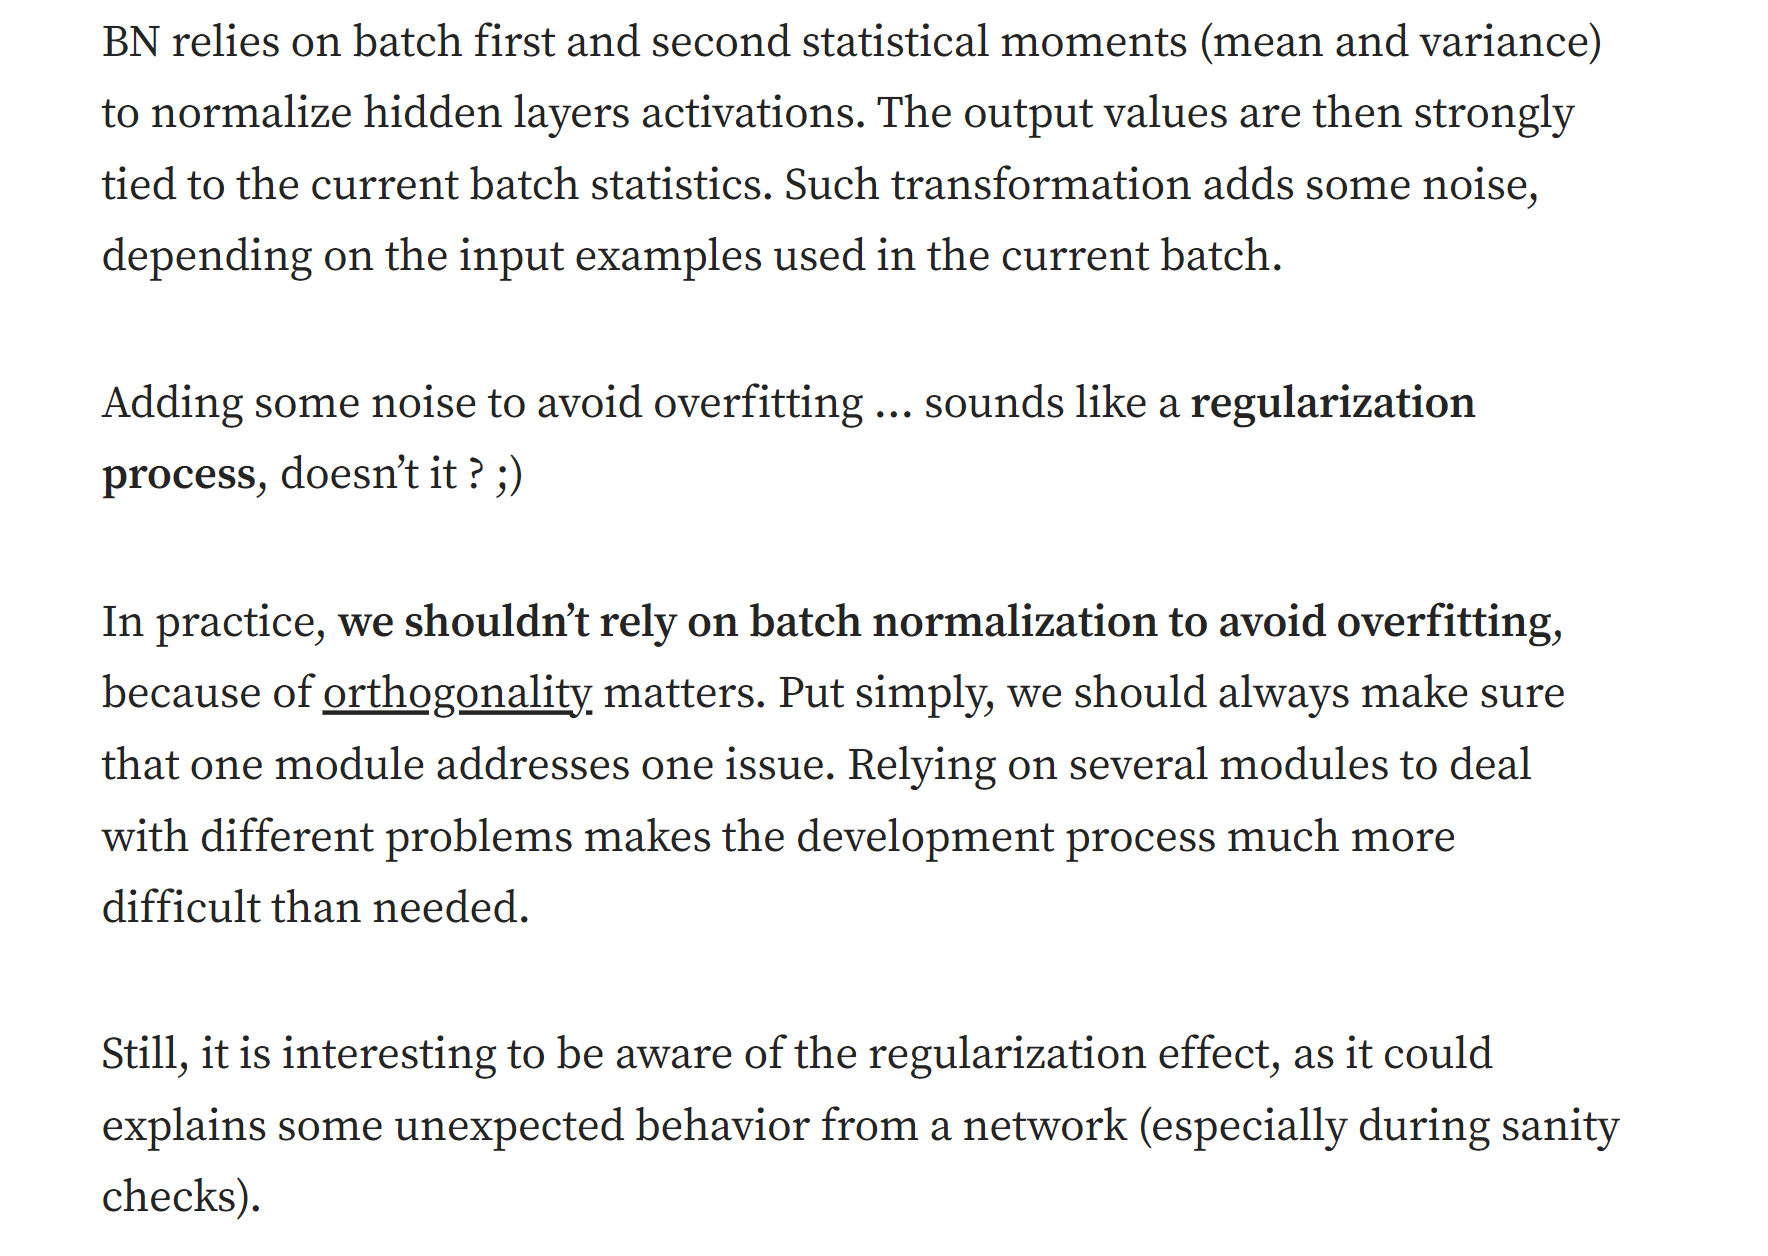 BN relies on batch first and second statistical moments (mean and variance)
to normalize hidden layers activations. The output values are then strongly
tied to the current batch statistics. Such transformation adds some noise,
depending on the input examples used in the current batch.
Adding some noise to avoid overfitting … sounds like a regularization
process, doesn’t it ? ;)
In practice, we shouldn’t rely on batch normalization to avoid overfitting,
because of orthogonality matters. Put simply, we should always make sure
that one module addresses one issue. Relying on several modules to deal
with different problems makes the development process much more
difficult than needed.
Still, it is interesting to be aware of the regularization effect, as it could
explains some unexpected behavior from a network (especially during sanity
checks).